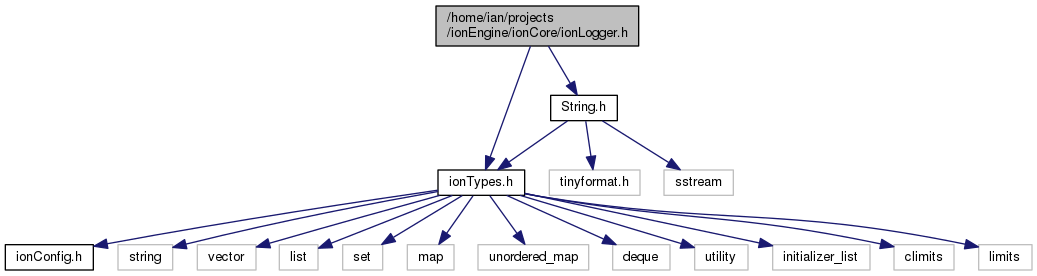 /home/ian/projects
/ionEngine/ionCore/ionLogger.h
String.h
ionTypes.h
tinyformat.h
sstream
ionConfig.h
string
vector
list
set
map
unordered_map
deque
utility
initializer_list
climits
limits